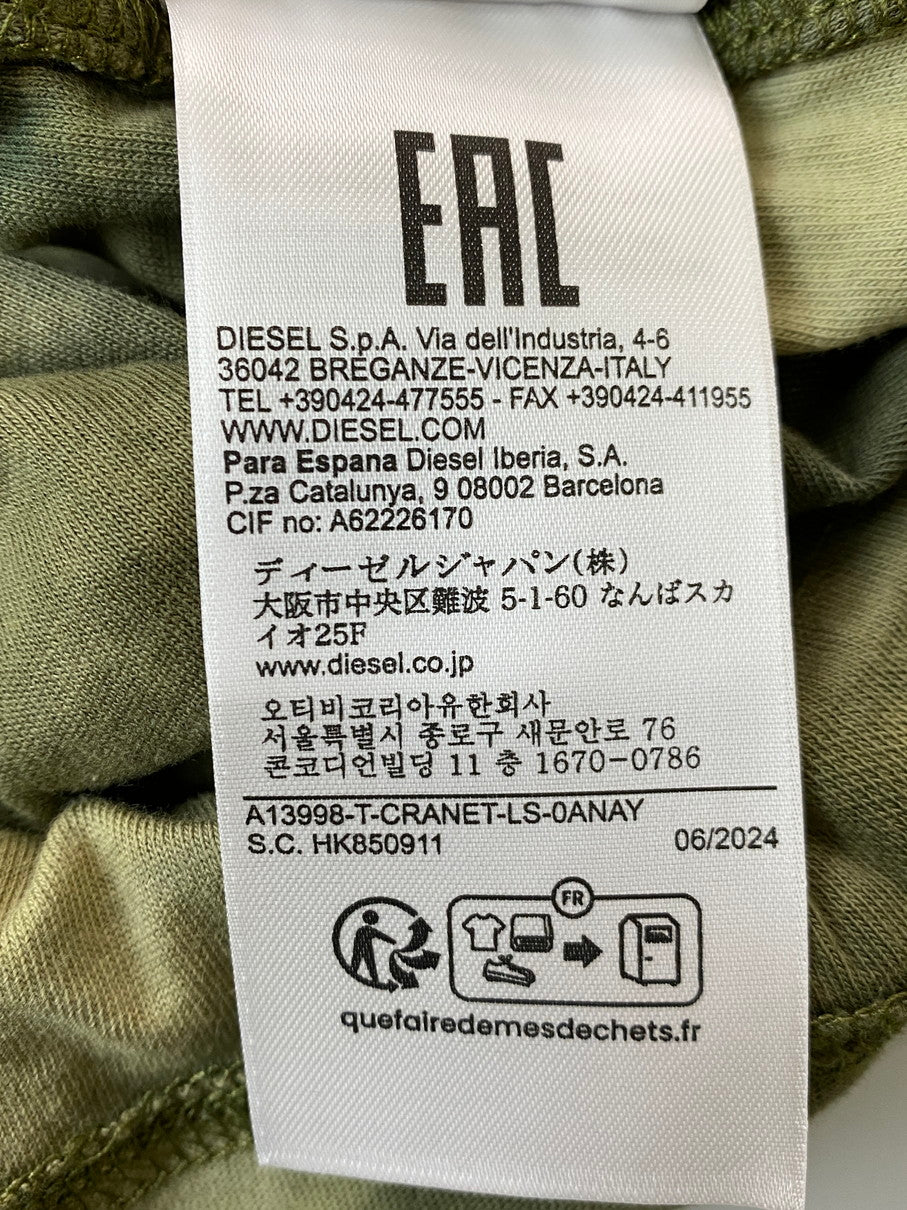 EAC
DIESEL S.p.A. Via dell'Industria, 4-6
36042 BREGANZE-VICENZA-ITALY
TEL +390424-477555 - FAX +390424-411955
WWW.DIESEL.COM
Para Espana Diesel Iberia, S.A.
P.za Catalunya, 9 08002 Barcelona
CIF no: A62226170
ディーゼルジャパン(株)
大阪市中央区難波 5-1-60 なんばスカ
イオ25F
www.diesel.co.jp
오티비코리아유한회사
서울특별시 종로구 새문안로 76
콘코디언빌딩 11 층 1670-0786
A13998-T-CRANET-LS-0ANAY
S.C. HK850911 06/2024
FR
quefairedemesdechets.fr